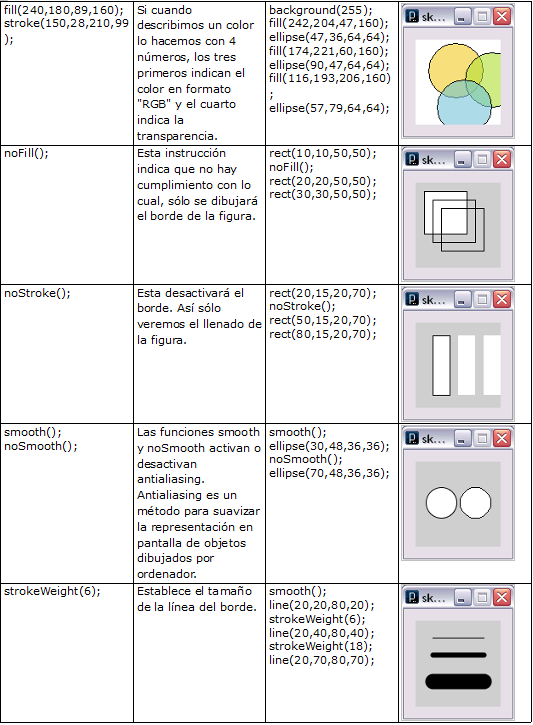 fill(240,180,89,160);
stroke(150,28,210,99
);
Si cuando
describimos un color
lo hacemos con 4
números, los tres
primeros indican el
color en formato
"RGB" y el cuarto
indica la
transparencia.
background(255);
fill(242,204,47,160);
ellipse(47,36,64,64);
fill(174,221,60,160);
ellipse(90,47,64,64);
fill(116,193,206,160)
;
ellipse(57,79,64,64);
sk...
noFill();
Esta instrucción
indica que no hay
cumplimiento con lo
cual, sólo se dibujará
el borde de la figura.
rect(10,10,50,50);
noFill();
rect(20,20,50,50);
rect(30,30,50,50);
sk...
noStroke();
Esta desactivará el
borde. Así sólo
veremos el llenado de
la figura.
rect(20,15,20,70);
noStroke();
rect(50,15,20,70);
rect(80,15,20,70);
sk...
smooth();
noSmooth();
Las funciones smooth
y noSmooth activan o
desactivan
antialiasing.
Antialiasing es un
método para suavizar
la representación en
pantalla de objetos
dibujados por
ordenador.
smooth();
ellipse(30,48,36,36);
noSmooth();
ellipse(70,48,36,36);
sk...
strokeWeight(6);
Establece el tamaño
de la línea del borde.
smooth();
line(20,20,80,20);
strokeWeight(6);
line(20,40,80,40);
strokeWeight(18);
line(20,70,80,70);
sk...